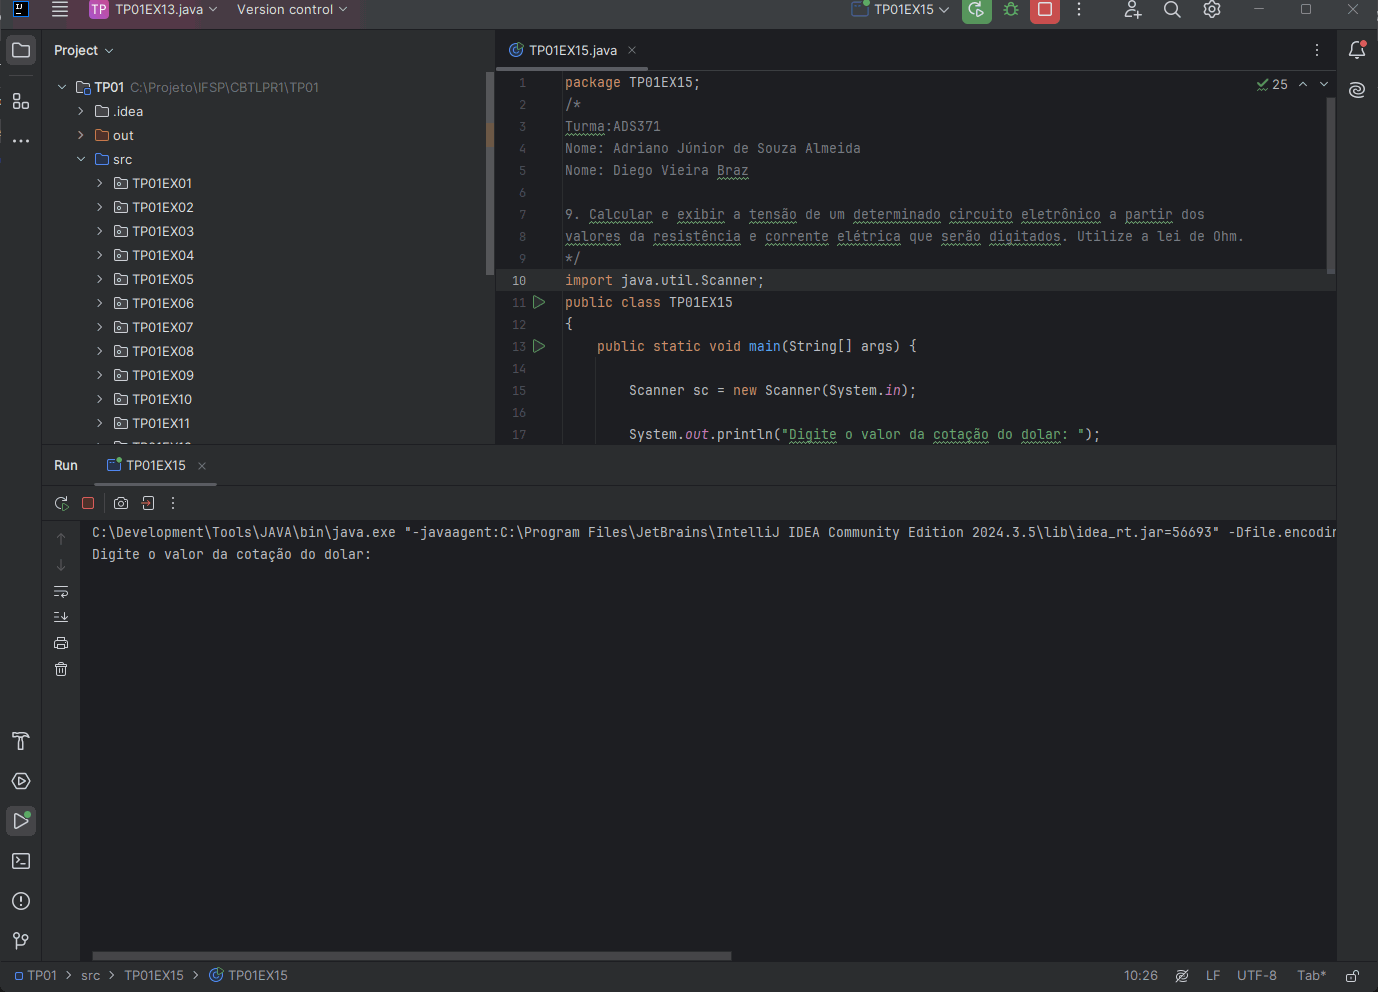 TP TP01EX13.java Version control TP01EX15
Project
TP01EX15.java
TP01 C:\Projeto\IFSP\CBTLPR1\TP01
.idea
out
src
TP01EX01
TP01EX02
TP01EX03
TP01EX04
TP01EX05
TP01EX06
TP01EX07
TP01EX08
TP01EX09
TP01EX10
TP01EX11
25
1 package TP01EX15;
2 /*
3 Turma:ADS371
4 Nome: Adriano Júnior de Souza Almeida
5 Nome: Diego Vieira Braz
6
7 9. Calcular e exibir a tensão de um determinado circuito eletrônico a partir dos
8 valores da resistência e corrente elétrica que serão digitados. Utilize a lei de Ohm.
9 */
10 import java.util.Scanner;
11 public class TP01EX15
12 {
13 public static void main(String[] args) {
14
15 Scanner sc = new Scanner(System.in);
16
17 System.out.println("Digite o valor da cotação do dolar: ");
Run TP01EX15
C:\Development\Tools\JAVA\bin\java.exe "-javaagent:C:\Program Files\JetBrains\IntelliJ IDEA Community Edition 2024.3.5\lib\idea_rt.jar=56693" -Dfile.encodin
Digite o valor da cotação do dolar:
TP01 > src > TP01EX15 > TP01EX15 10:26 LF UTF-8 Tab*